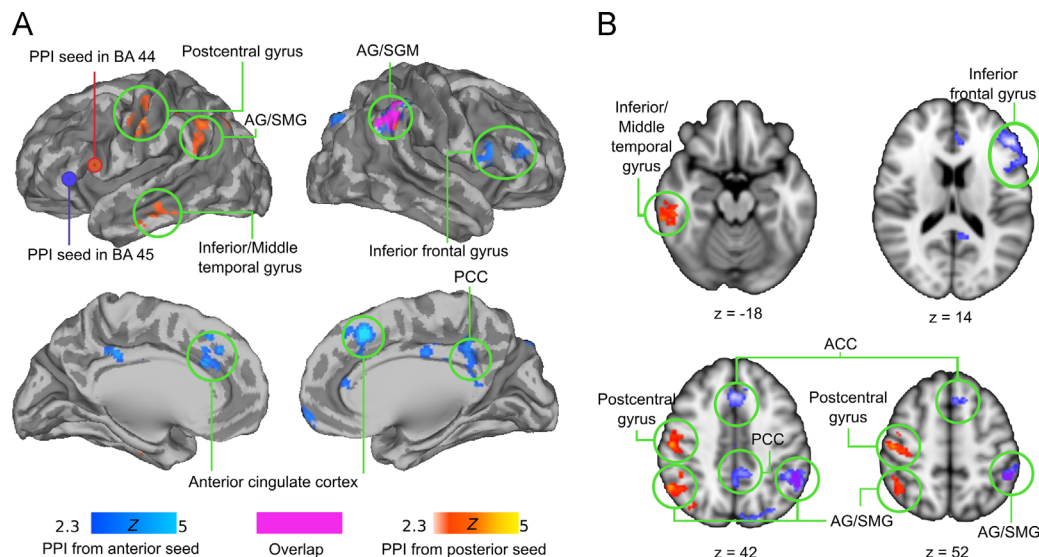 A
PPI seed in BA 44
Postcentral gyrus
AG/SMG
PPI seed in BA 45
Inferior/Middle
temporal gyrus
AG/SGM
Inferior frontal gyrus
PCC
Anterior cingulate cortex
2.3 Z 5
PPI from anterior seed
Overlap
2.3 Z 5
PPI from posterior seed
B
Inferior/
Middle
temporal
gyrus
Inferior
frontal gyrus
z = -18
z = 14
ACC
Postcentral
gyrus
PCC
Postcentral
gyrus
AG/SMG
AG/SMG
z = 42
z = 52